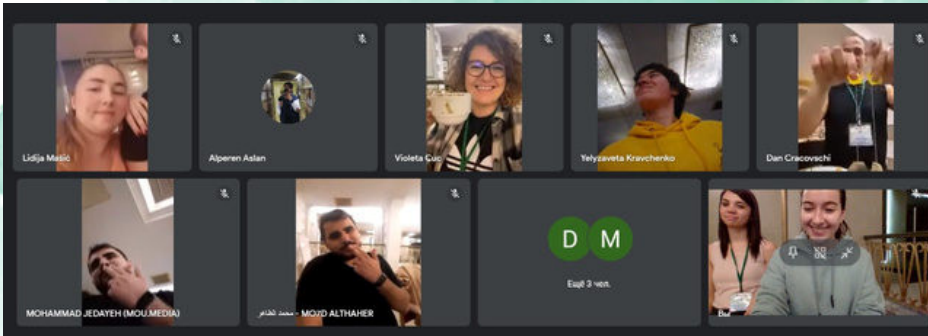 Lidija Masic
Alperen Aslan
Violeta Cuc
Yelyzaveta Kravchenko
Dan Cracovschi
MOHAMMAD JEDAYEH (MOU.MEDIA)
محمد الظاهر - MO7D ALTHAHER
D M
Ещё 3 чел.
Вы